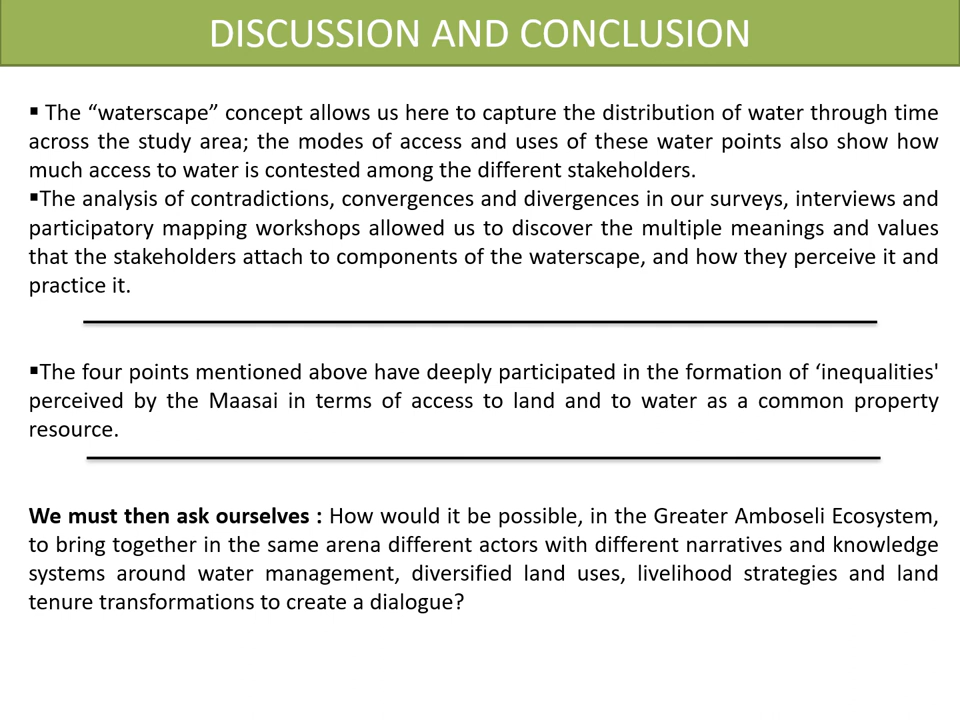 DISCUSSION AND CONCLUSION
▪ The “waterscape” concept allows us here to capture the distribution of water through time
across the study area; the modes of access and uses of these water points also show how
much access to water is contested among the different stakeholders.
▪The analysis of contradictions, convergences and divergences in our surveys, interviews and
participatory mapping workshops allowed us to discover the multiple meanings and values
that the stakeholders attach to components of the waterscape, and how they perceive it and
practice it.
▪The four points mentioned above have deeply participated in the formation of ‘inequalities'
perceived by the Maasai in terms of access to land and to water as a common property
resource.
We must then ask ourselves : How would it be possible, in the Greater Amboseli Ecosystem,
to bring together in the same arena different actors with different narratives and knowledge
systems around water management, diversified land uses, livelihood strategies and land
tenure transformations to create a dialogue?